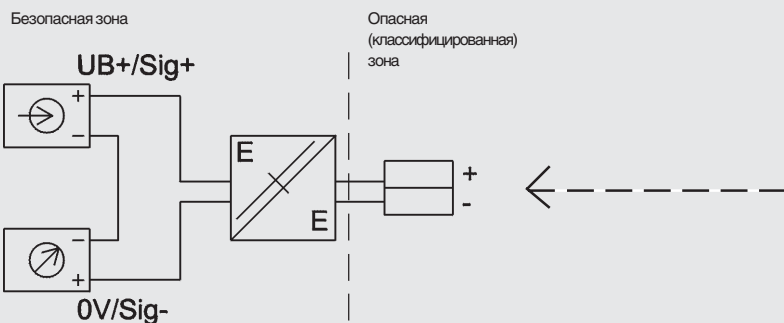 Безопасная зона
Опасная
(классифицированная)
зона
UB+/Sig+
+
−
E
E
+
-
−
+
0V/Sig-